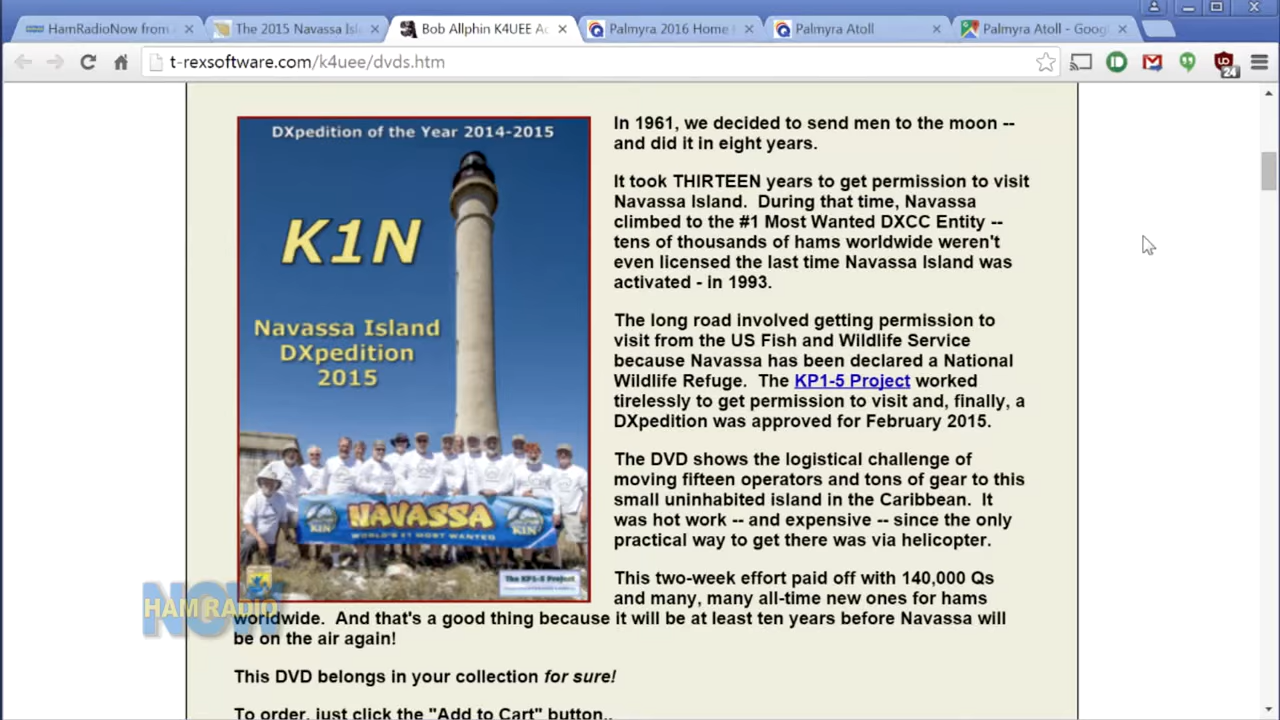 HamRadioNow from
The 2015 Navassa Isl
Bob Allphin K4UEE Ac
Palmyra 2016 Home
Palmyra Atoll
Palmyra Atoll - Goog
t-rexsoftware.com/k4uee/dvds.htm
24
DXpedition of the Year 2014-2015
K1N
Navassa Island
DXpedition
2015
NAVASSA
WORLD'S #1 MOST WANTED
K1N
The KP1-5 Project
HAM RADIO
NOW
In 1961, we decided to send men to the moon --
and did it in eight years.
It took THIRTEEN years to get permission to visit
Navassa Island.  During that time, Navassa
climbed to the #1 Most Wanted DXCC Entity --
tens of thousands of hams worldwide weren't
even licensed the last time Navassa Island was
activated - in 1993.
The long road involved getting permission to
visit from the US Fish and Wildlife Service
because Navassa has been declared a National
Wildlife Refuge.  The KP1-5 Project worked
tirelessly to get permission to visit and, finally, a
DXpedition was approved for February 2015.
The DVD shows the logistical challenge of
moving fifteen operators and tons of gear to this
small uninhabited island in the Caribbean.  It
was hot work -- and expensive -- since the only
practical way to get there was via helicopter.
This two-week effort paid off with 140,000 Qs
and many, many all-time new ones for hams
worldwide.  And that's a good thing because it will be at least ten years before Navassa will
be on the air again!
This DVD belongs in your collection for sure!
To order, just click the "Add to Cart" button..